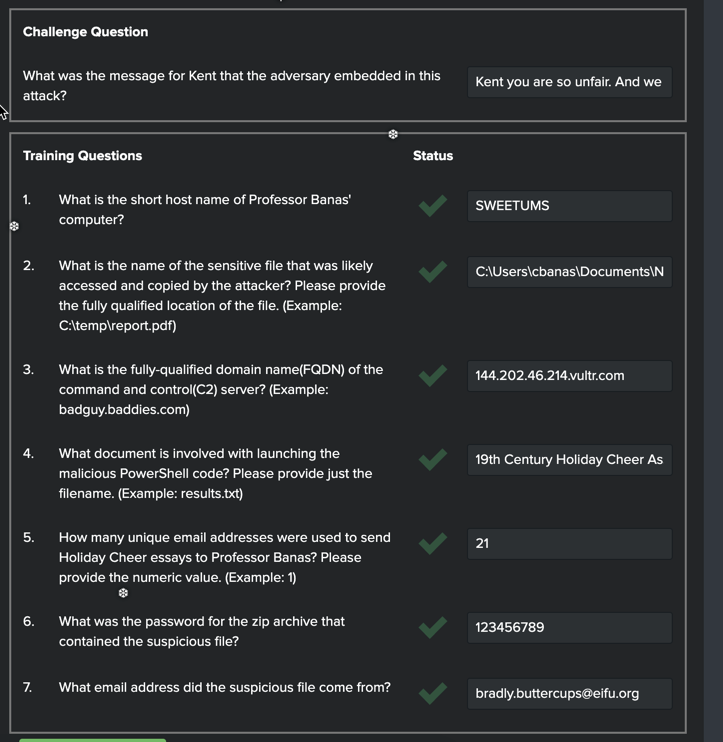 Challenge Question
What was the message for Kent that the adversary embedded in this
attack?
Kent you are so unfair. And we
Training Questions
Status
1.
What is the short host name of Professor Banas'
computer?
SWEETUMS
2.
What is the name of the sensitive file that was likely
accessed and copied by the attacker? Please provide
the fully qualified location of the file. (Example:
C:\temp\report.pdf)
C:\Users\cbanas\Documents\N
3.
What is the fully-qualified domain name(FQDN) of the
command and control(C2) server? (Example:
badguy.baddies.com)
144.202.46.214.vultr.com
4.
What document is involved with launching the
malicious PowerShell code? Please provide just the
filename. (Example: results.txt)
19th Century Holiday Cheer As
5.
How many unique email addresses were used to send
Holiday Cheer essays to Professor Banas? Please
provide the numeric value. (Example: 1)
21
6.
What was the password for the zip archive that
contained the suspicious file?
123456789
7.
What email address did the suspicious file come from?
bradly.buttercups@eifu.org